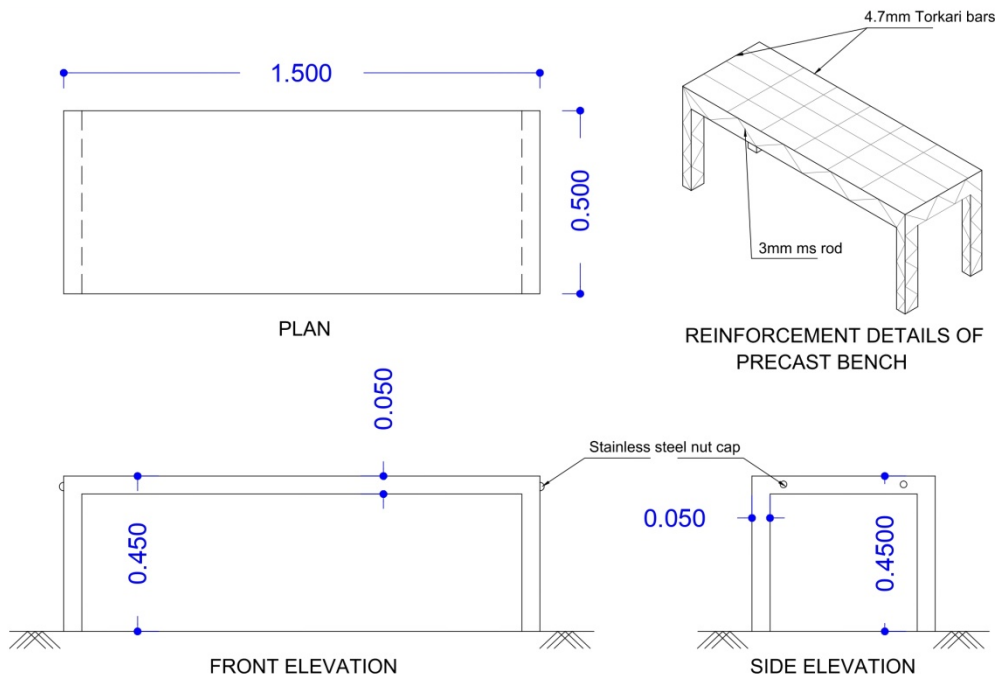 4.7mm Torkari bars
1.500
0.500
3mm ms rod
PLAN
REINFORCEMENT DETAILS OF
PRECAST BENCH
0.050
Stainless steel nut cap
0.450
0.050
0.4500
FRONT ELEVATION
SIDE ELEVATION